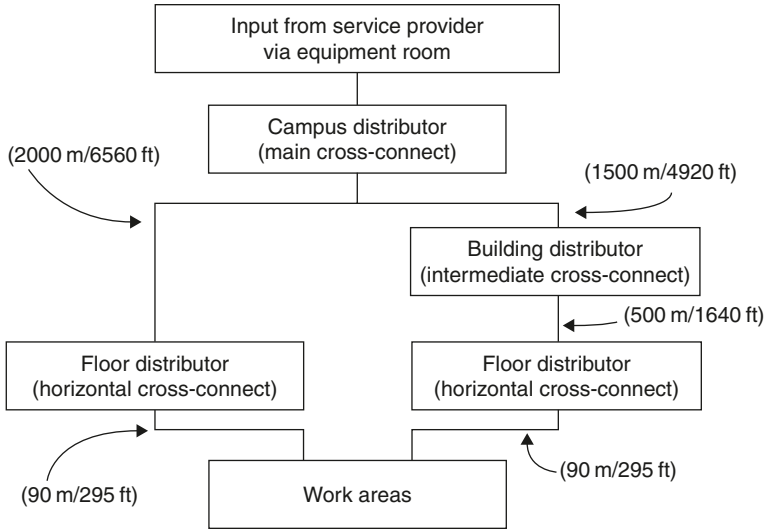 Input from service provider
via equipment room
Campus distributor
(main cross-connect)
(2000 m/6560 ft)
(1500 m/4920 ft)
Building distributor
(intermediate cross-connect)
(500 m/1640 ft)
Floor distributor
(horizontal cross-connect)
Floor distributor
(horizontal cross-connect)
(90 m/295 ft)
(90 m/295 ft)
Work areas